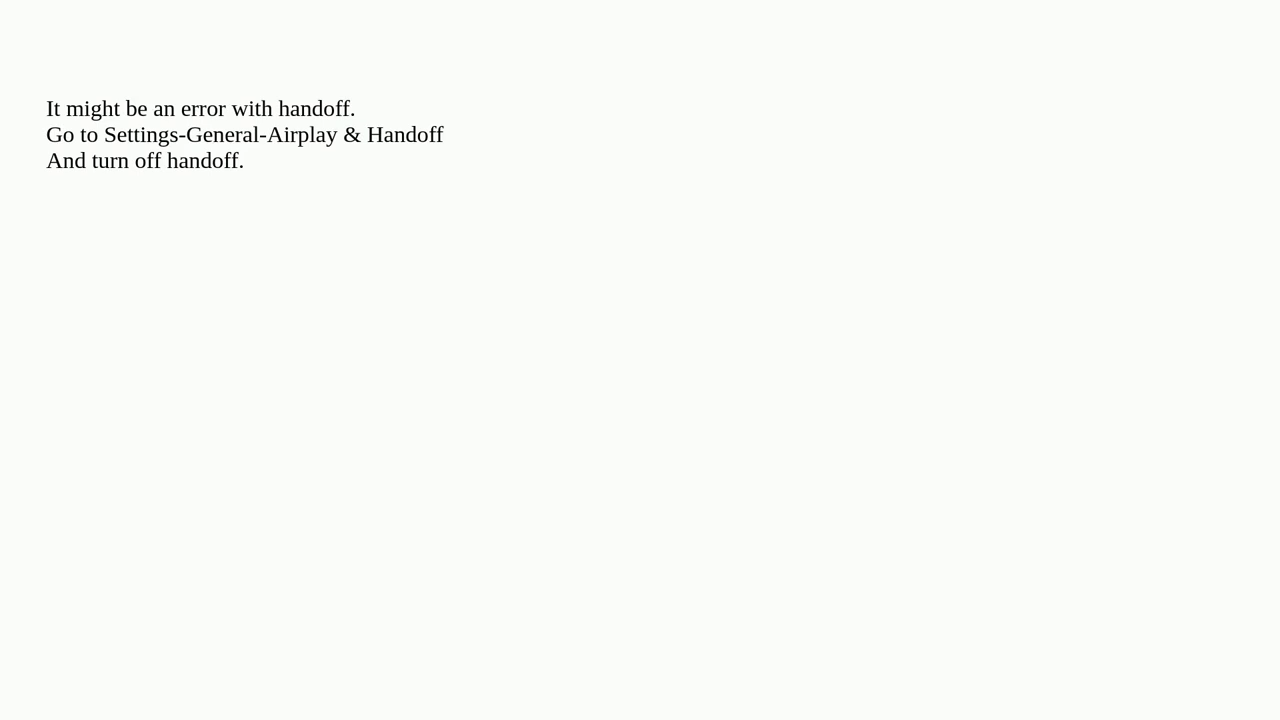 It might be an error with handoff.
Go to Settings-General-Airplay & Handoff
And turn off handoff.